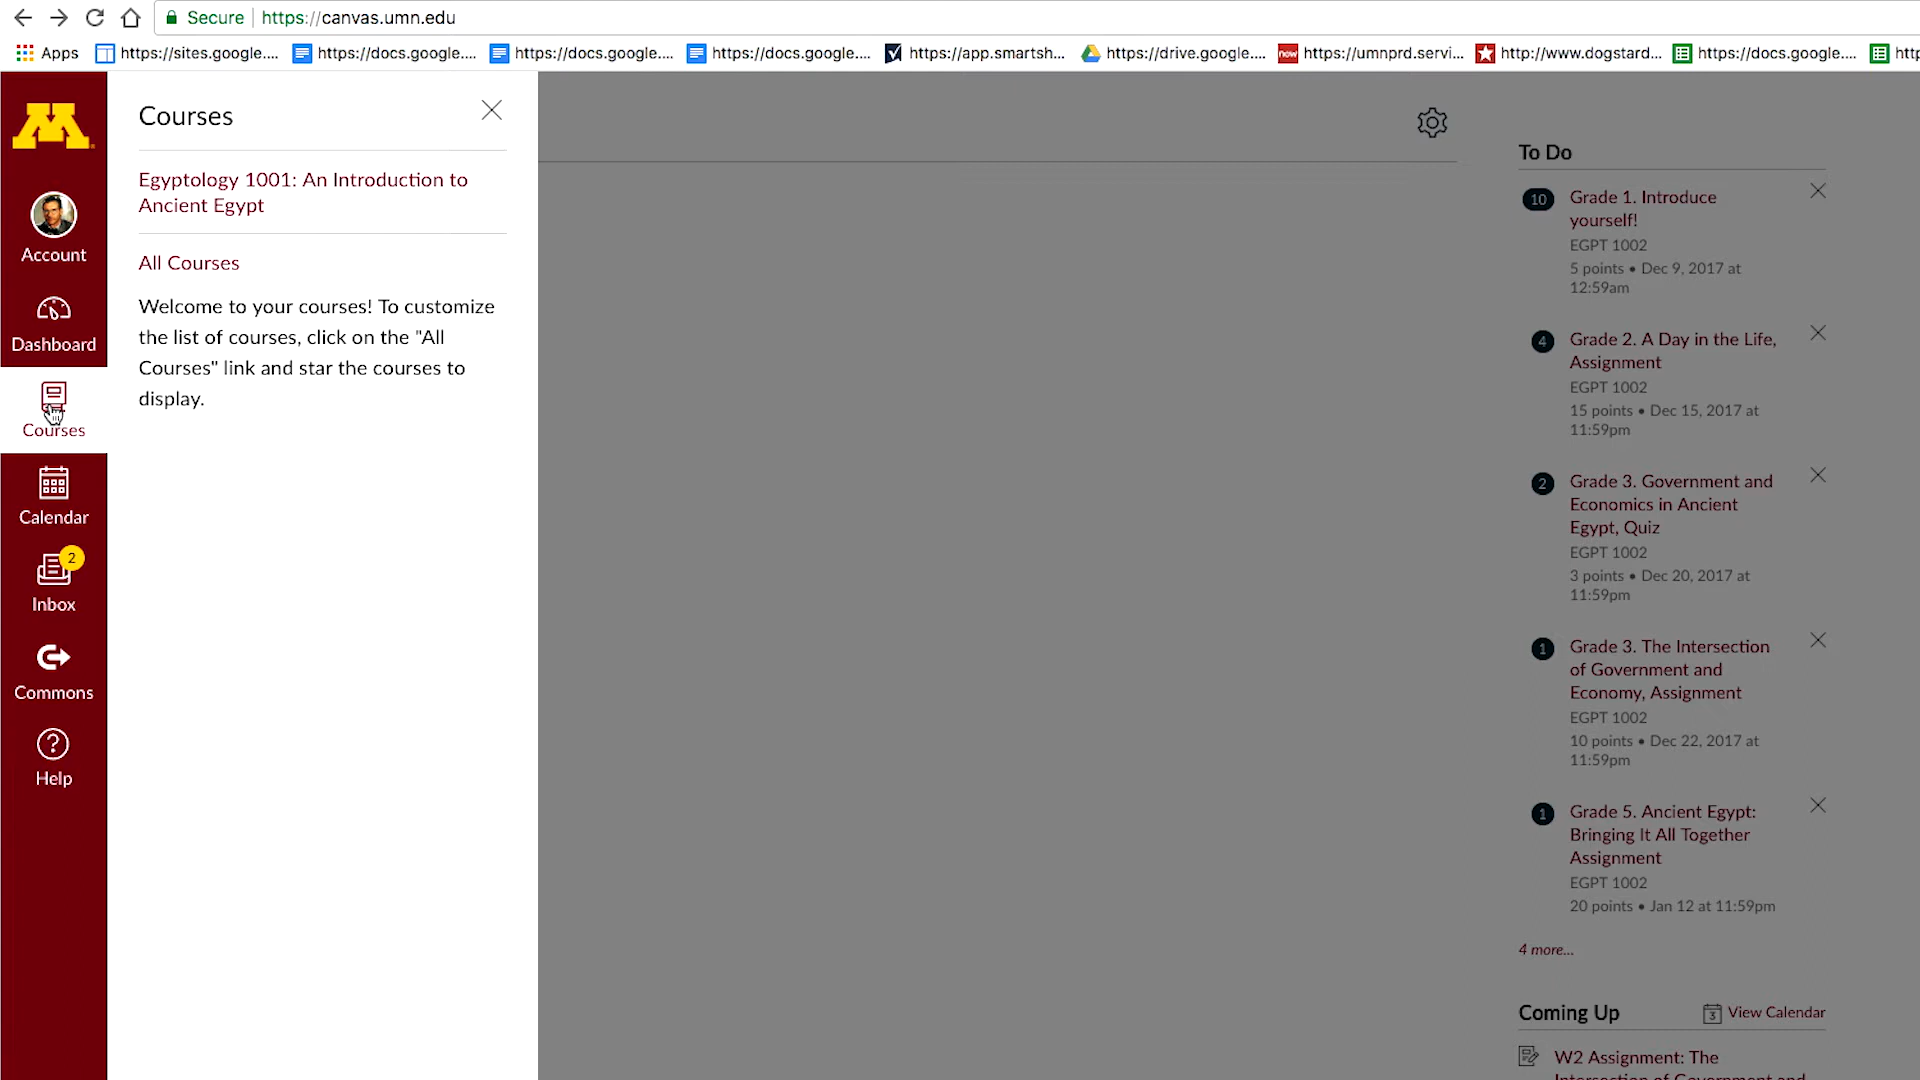 Secure https://canvas.umn.edu
Apps https://sites.google.... https://docs.google.... https://docs.google.... https://docs.google.... https://app.smartsh... https://drive.google.... now https://umnprd.servi... http://www.dogstard... https://docs.google....
M
Account
Dashboard
Courses
Calendar
2
Inbox
Commons
Help
Courses
Egyptology 1001: An Introduction to
Ancient Egypt
All Courses
Welcome to your courses! To customize
the list of courses, click on the "All
Courses" link and star the courses to
display.
To Do
10 Grade 1. Introduce
yourself!
EGPT 1002
5 points • Dec 9, 2017 at
12:59am
4 Grade 2. A Day in the Life,
Assignment
EGPT 1002
15 points • Dec 15, 2017 at
11:59pm
2 Grade 3. Government and
Economics in Ancient
Egypt, Quiz
EGPT 1002
3 points • Dec 20, 2017 at
11:59pm
1 Grade 3. The Intersection
of Government and
Economy, Assignment
EGPT 1002
10 points • Dec 22, 2017 at
11:59pm
1 Grade 5. Ancient Egypt:
Bringing It All Together
Assignment
EGPT 1002
20 points • Jan 12 at 11:59pm
4 more...
Coming Up 3 View Calendar
W2 Assignment: The
Intersection of Government and